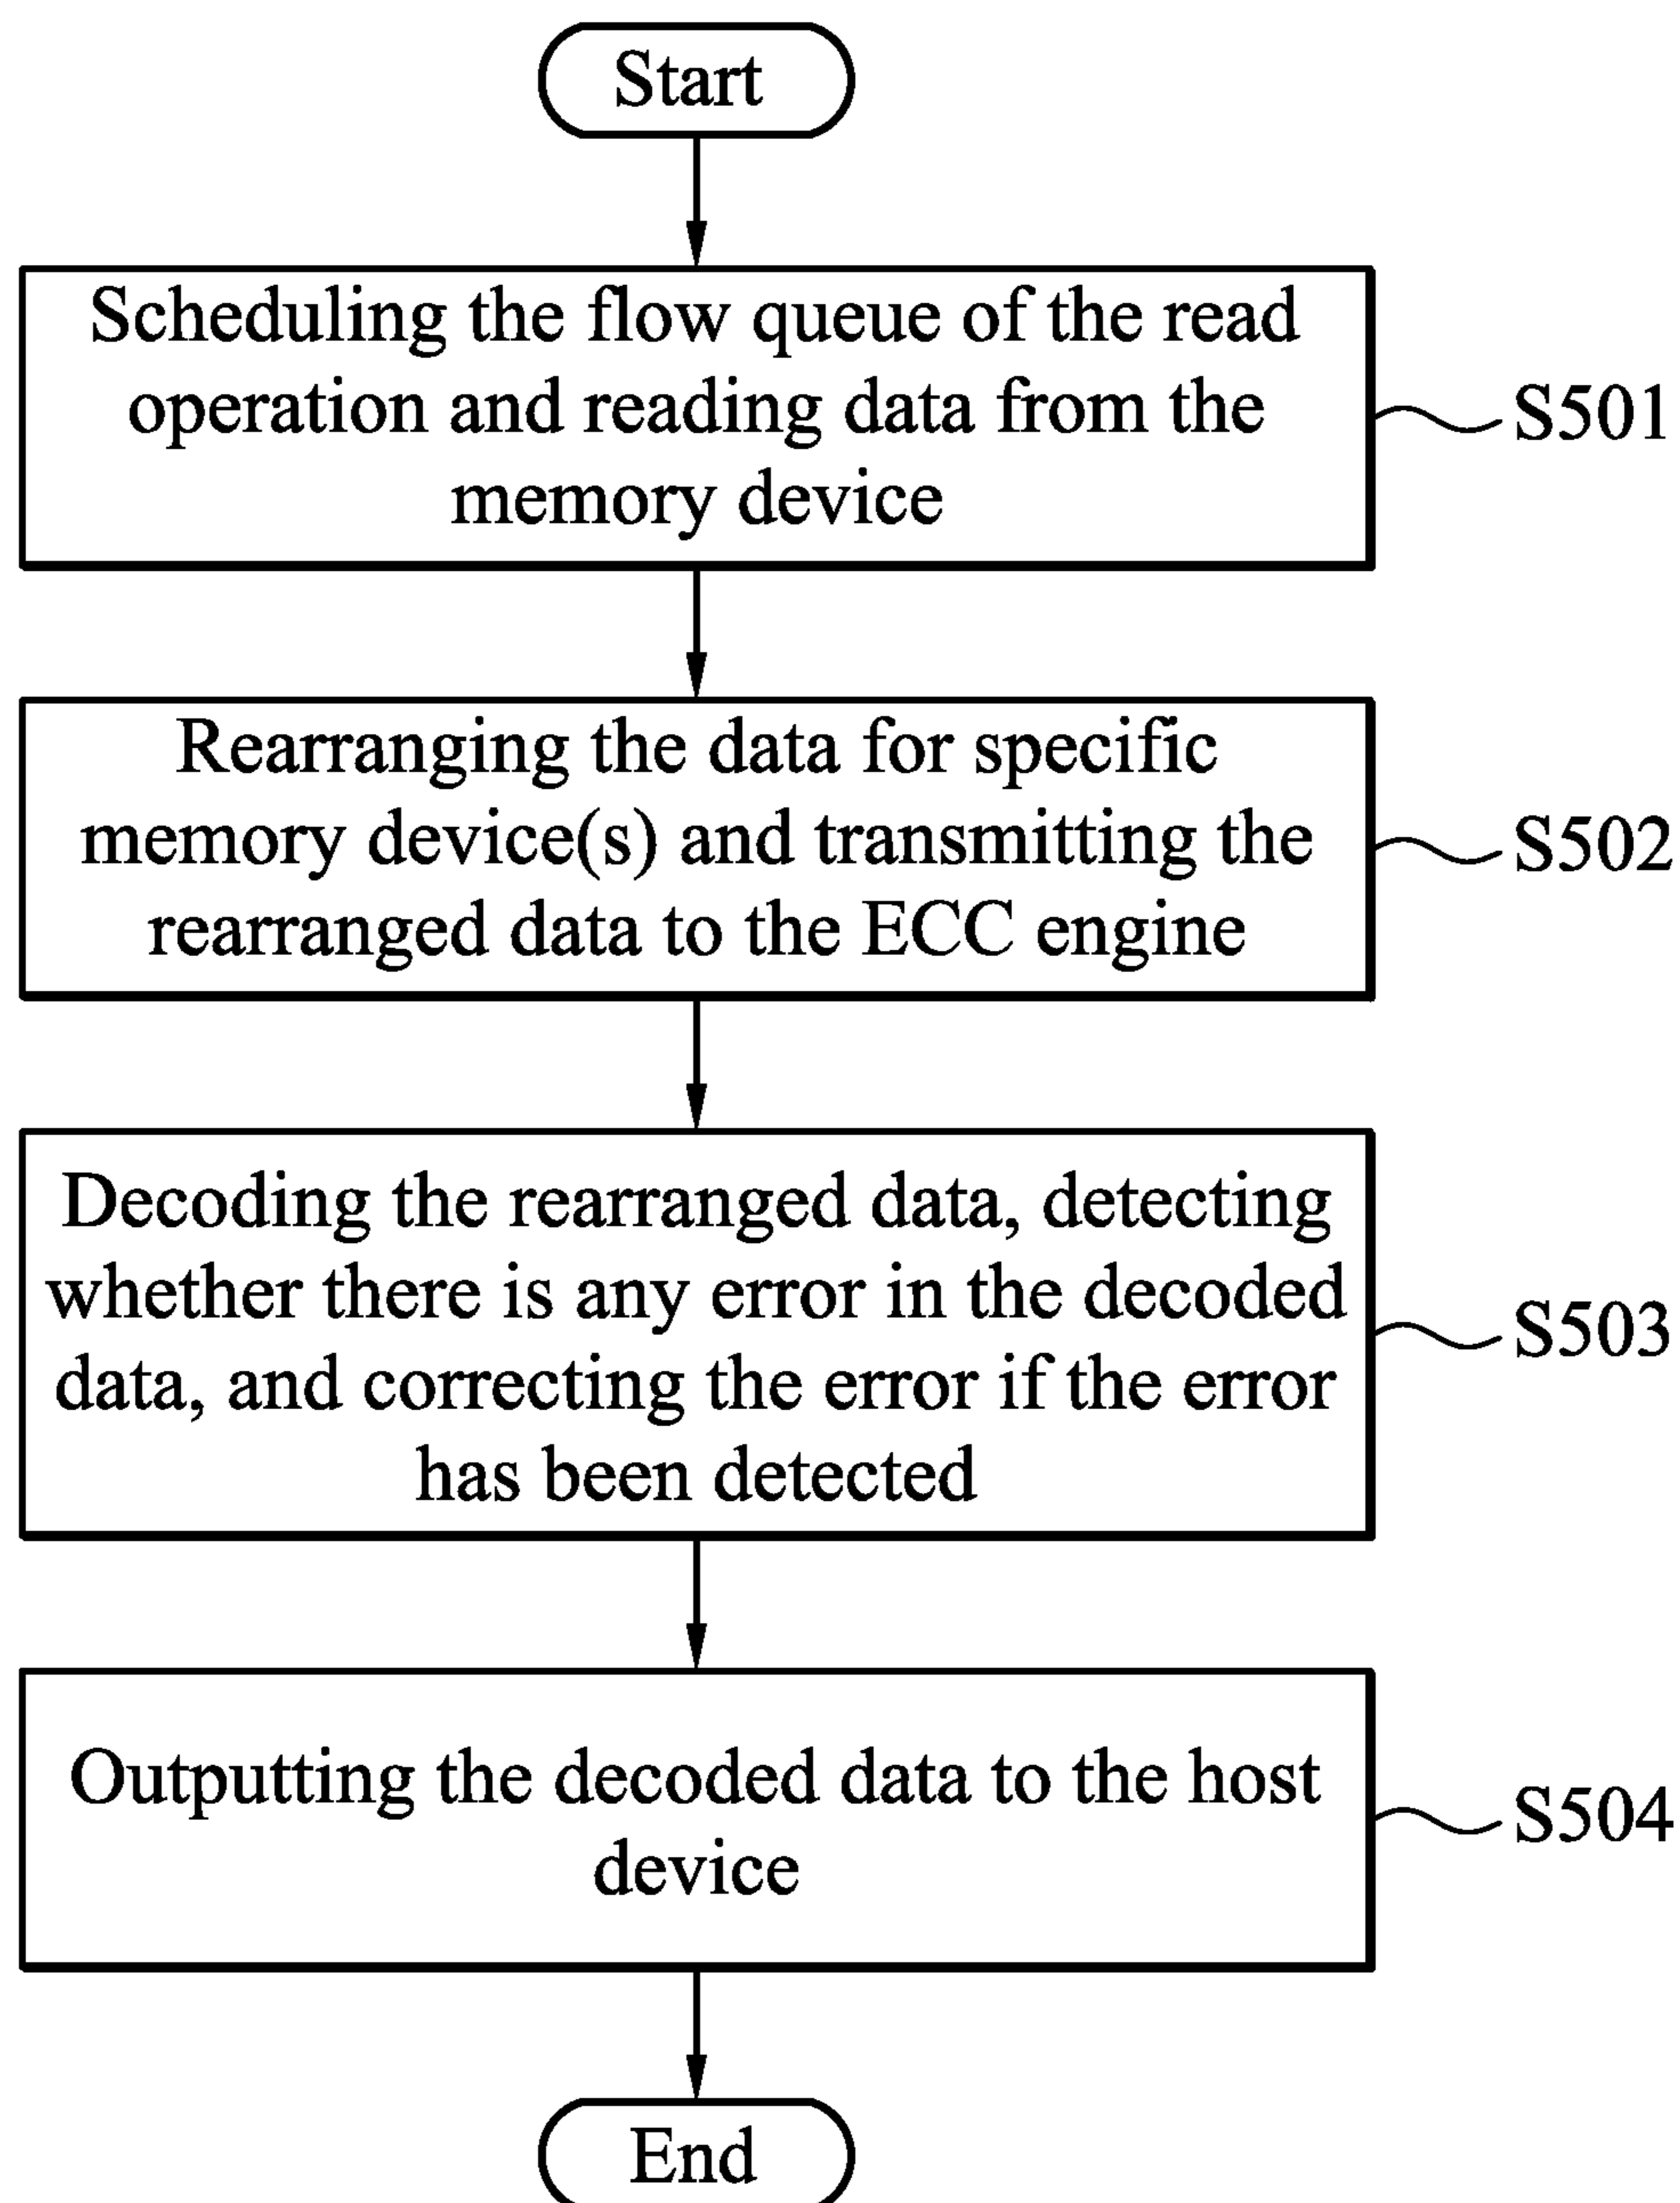 Start
Scheduling the flow queue of the read
operation and reading data from the
memory device
S501
Rearranging the data for specific
memory device(s) and transmitting the
rearranged data to the ECC engine
S502
Decoding the rearranged data, detecting
whether there is any error in the decoded
data, and correcting the error if the error
has been detected
S503
Outputting the decoded data to the host
device
S504
End